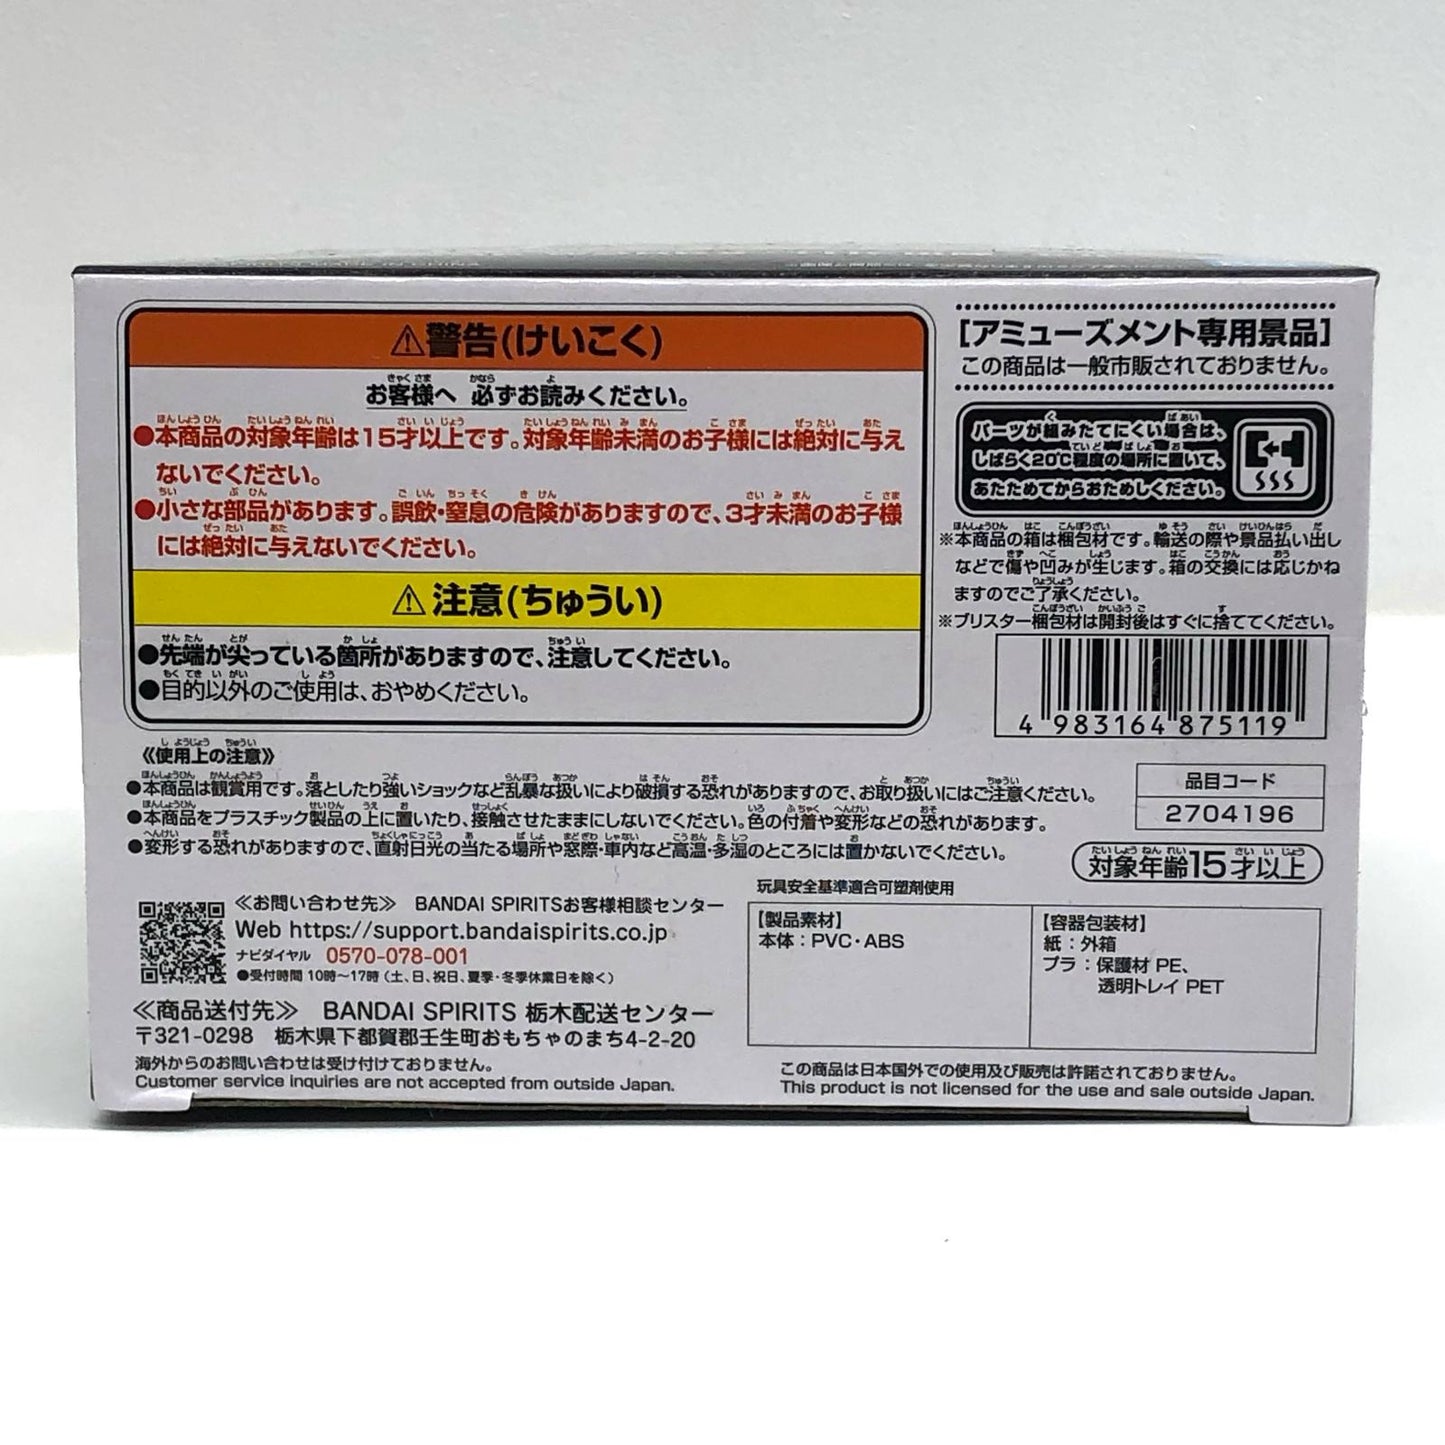 ⚠警告(けいこく)
お客様へ 必ずお読みください。
●本商品の対象年齢は15才以上です。対象年齢未満のお子様には絶対に与え
ないでください。
●小さな部品があります。誤飲・窒息の危険がありますので、3才未満のお子様
には絶対に与えないでください。
⚠注意(ちゅうい)
●先端が尖っている箇所がありますので、注意してください。
●目的以外のご使用は、おやめください。
[アミューズメント専用景品]
この商品は一般市販されておりません。
パーツが組みたてにくい場合は、
しばらく20℃程度の場所に置いて、
あたためてからおためしください。
※本商品の箱は梱包材です。輸送の際や景品払い出し
などで傷や凹みが生じます。箱の交換には応じかね
ますのでご了承ください。
※ブリスター梱包材は開封後はすぐに捨ててください。
4 983164 875119
品目コード
2704196
対象年齢15才以上
《使用上の注意》
●本商品は観賞用です。落としたり強いショックなど乱暴な扱いにより破損する恐れがありますので、お取り扱いにはご注意ください。
●本商品をプラスチック製品の上に置いたり、接触させたままにしないでください。色の付着や変形などの恐れがあります。
●変形する恐れがありますので、直射日光の当たる場所や窓際・車内など高温・多湿のところには置かないでください。
≪お問い合わせ先≫ BANDAI SPIRITSお客様相談センター
Web https://support.bandaispirits.co.jp
ナビダイヤル 0570-078-001
●受付時間 10時〜17時 (土、日、祝日、夏季・冬季休業日を除く)
≪商品送付先≫ BANDAI SPIRITS 栃木配送センター
〒321-0298 栃木県下都賀郡壬生町おもちゃのまち4-2-20
海外からのお問い合わせは受け付けておりません。
Customer service inquiries are not accepted from outside Japan.
玩具安全基準適合可塑剤使用
【製品素材】
本体：PVC・ABS
【容器包装材】
紙：外箱
プラ：保護材 PE、
透明トレイ PET
この商品は日本国外での使用及び販売は許諾されておりません。
This product is not licensed for the use and sale outside Japan.